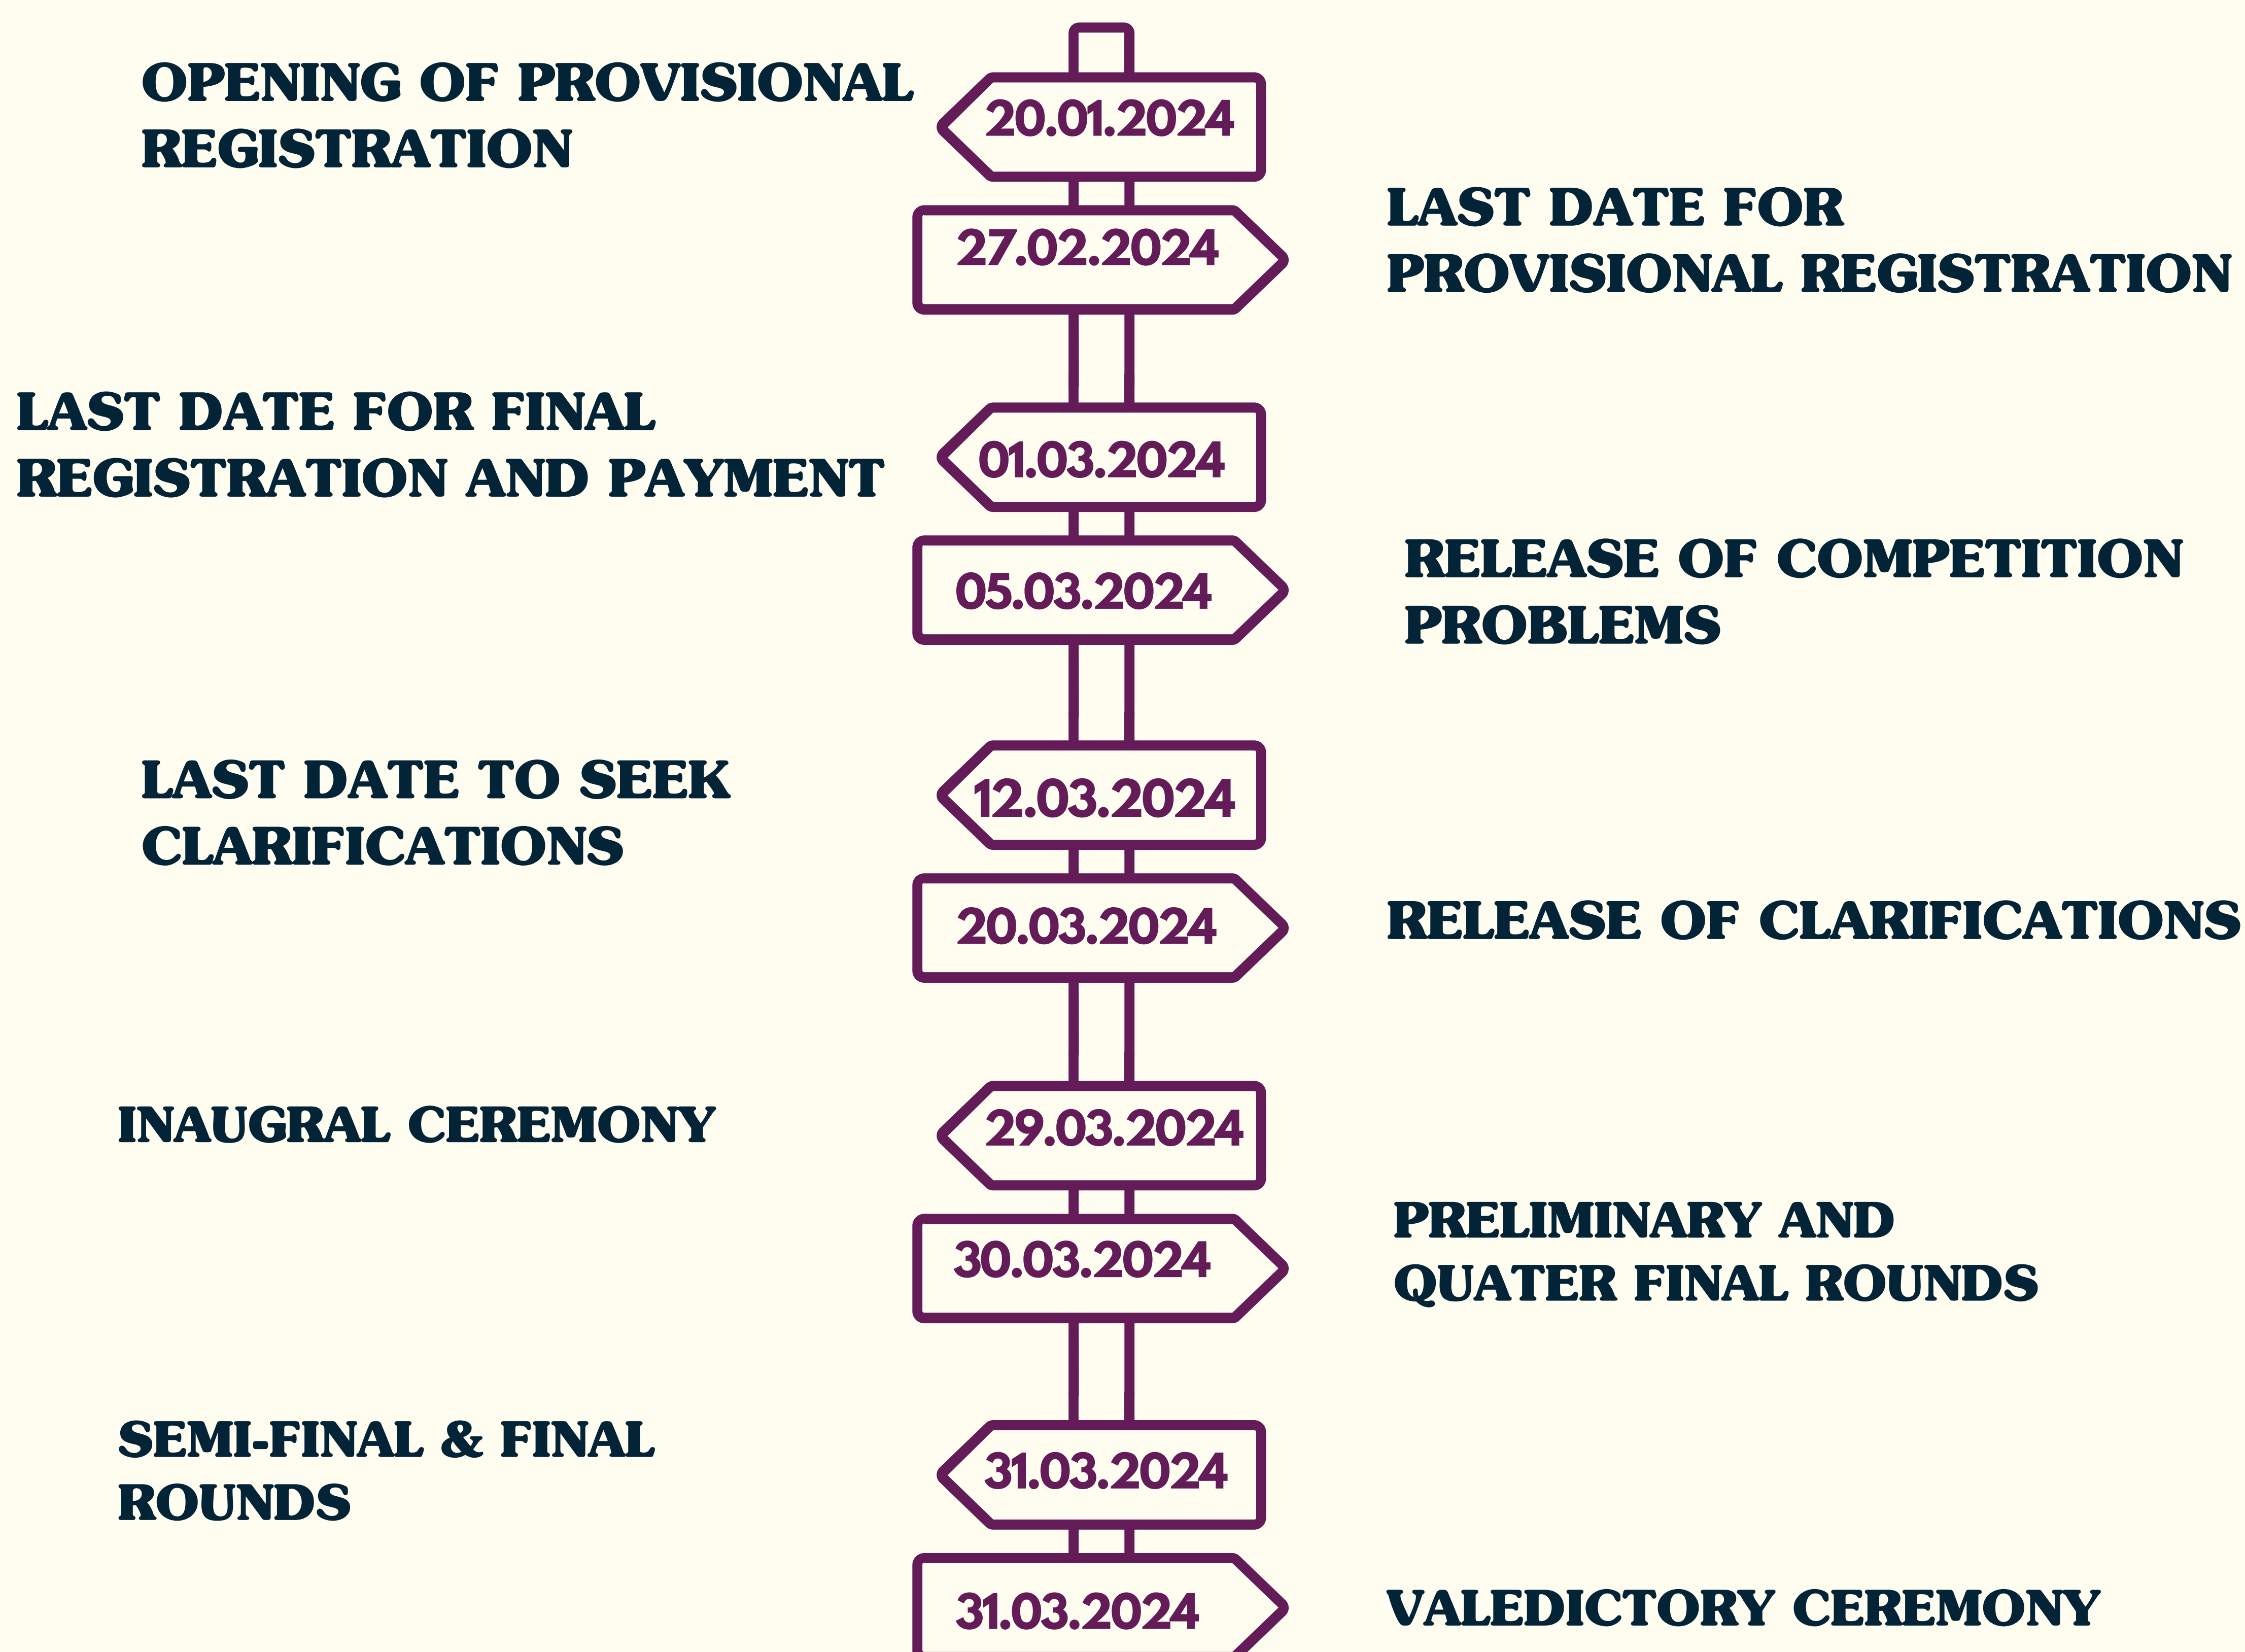 OPENING OF PROVISIONAL
REGISTRATION
20.01.2024
27.02.2024
LAST DATE FOR
PROVISIONAL REGISTRATION
LAST DATE FOR FINAL
REGISTRATION AND PAYMENT
01.03.2024
05.03.2024
RELEASE OF COMPETITION
PROBLEMS
LAST DATE TO SEEK
CLARIFICATIONS
12.03.2024
20.03.2024
RELEASE OF CLARIFICATIONS
INAUGRAL CEREMONY
29.03.2024
30.03.2024
PRELIMINARY AND
QUATER FINAL ROUNDS
SEMI-FINAL & FINAL
ROUNDS
31.03.2024
31.03.2024
VALEDICTORY CEREMONY